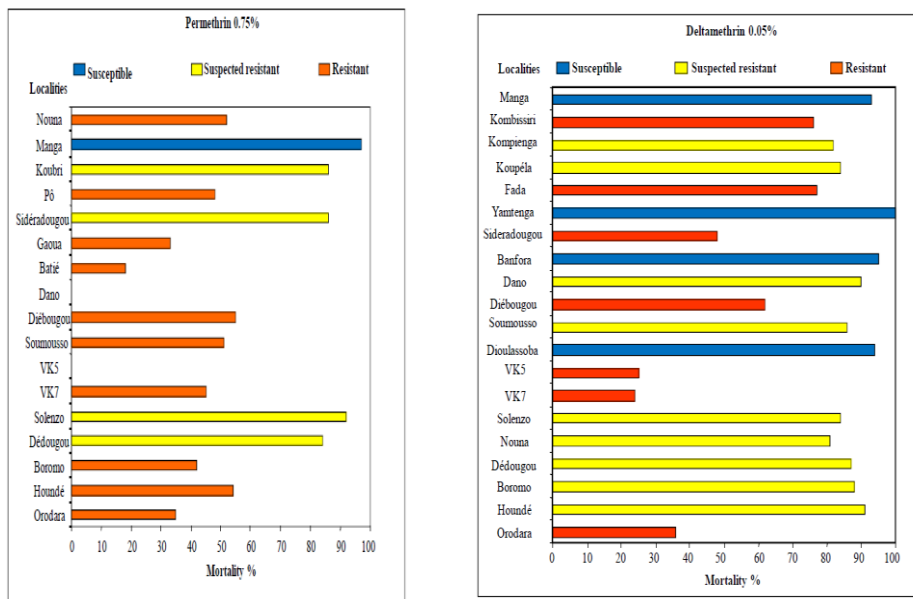 Permethrin 0.75%
Susceptible Suspected resistant Resistant
Localities
Nouna
Manga
Koubri
Pô
Sidéradougou
Gaoua
Batié
Dano
Diébougou
Soumousso
VK5
VK7
Solenzo
Dédougou
Boromo
Houndé
Orodara
0 10 20 30 40 50 60 70 80 90 100
Mortality %
Deltamethrin 0.05%
Localities Susceptible Suspected resistant Resistant
Manga
Kombissiri
Kompienga
Koupéla
Fada
Yamtenga
Sideradougou
Banfora
Dano
Diébougou
Soumousso
Dioulassoba
VK5
VK7
Solenzo
Nouna
Dédougou
Boromo
Houndé
Orodara
0 10 20 30 40 50 60 70 80 90 100
Mortality %